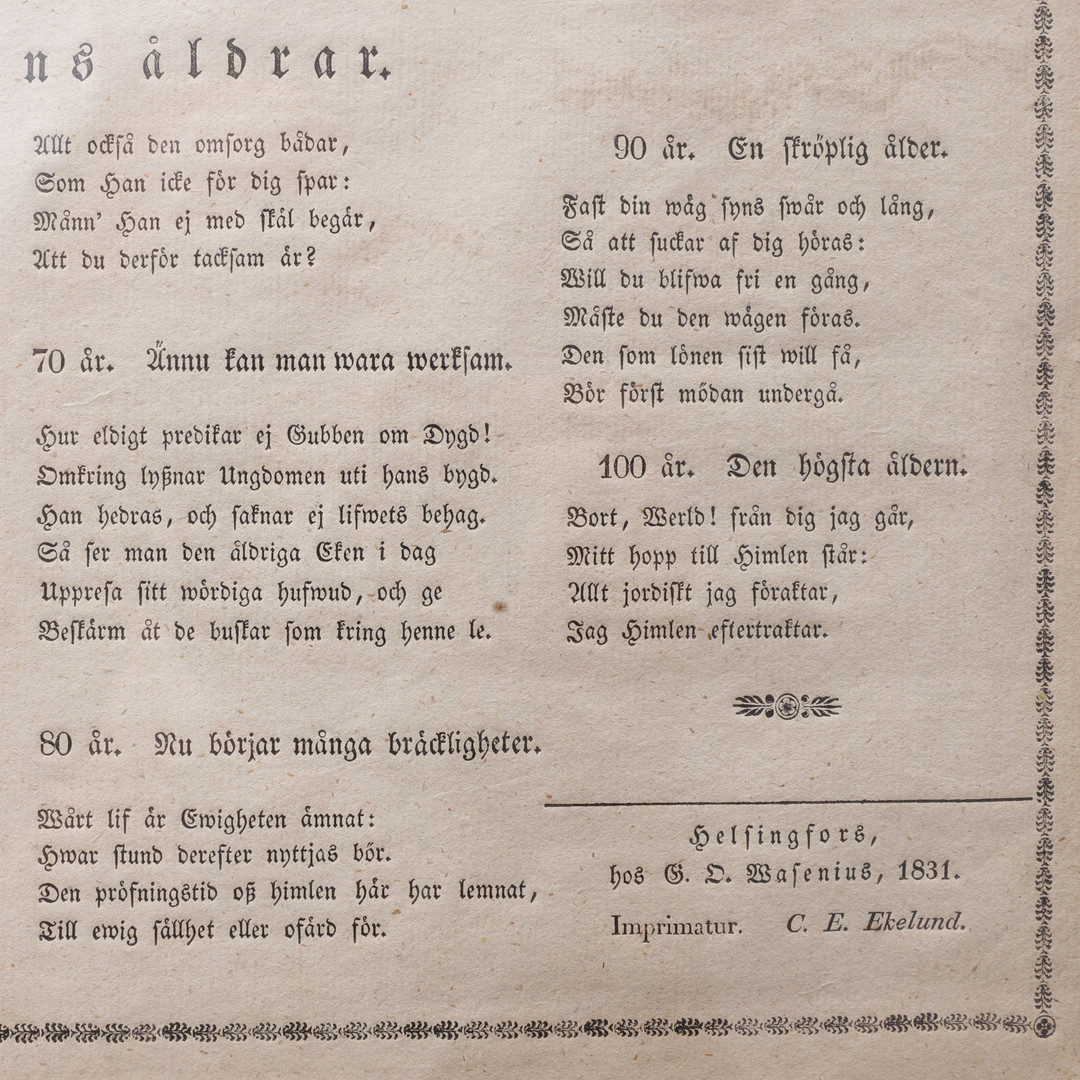 ns åldrar.
Allt också den omsorg bådar,
Som Han icke för dig spar:
Månn' Han ej med skäl begär,
Att du derför tacksam är?
70 år. Ännu kan man wara werksam.
Hur eldigt predikar ej Gubben om Dygd!
Omkring lyßnar Ungdomen uti hans bygd.
Han hedras, och saknar ej lifwets behag.
Så ser man den åldriga Eken i dag
Uppresa sitt wördiga hufwud, och ge
Beskärm åt de buskar som kring henne le.
80 år. Nu börjar många bräckligheter.
Wårt lif är Ewigheten ämnat:
Hwar stund derefter nyttjas bör.
Den pröfningstid oß himlen här har lemnat,
Till ewig sällhet eller ofärd för.
90 år. En skröplig ålder.
Fast din wäg syns swår och lång,
Så att suckar af dig höras:
Will du blifwa fri en gång,
Måste du den wägen föras.
Den som lönen sist will få,
Bör först mödan undergå.
100 år. Den högsta åldern.
Bort, Werld! från dig jag går,
Mitt hopp till Himlen står:
Allt jordiskt jag föraktar,
Jag Himlen eftertraktar.
Helsingfors,
hos G. O. Wasenius, 1831.
Imprimatur. C. E. Ekelund.